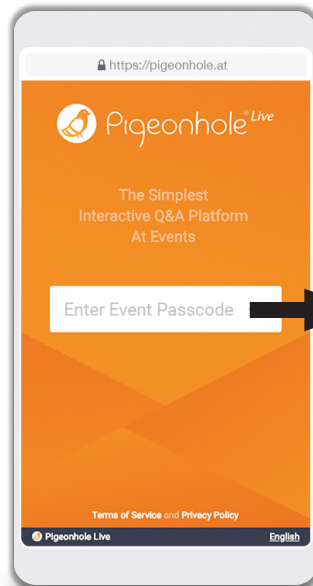 https://pigeonhole.at
Pigeonhole® Live
The Simplest
Interactive Q&A Platform
At Events
Enter Event Passcode
Terms of Service and Privacy Policy
Pigeonhole Live English